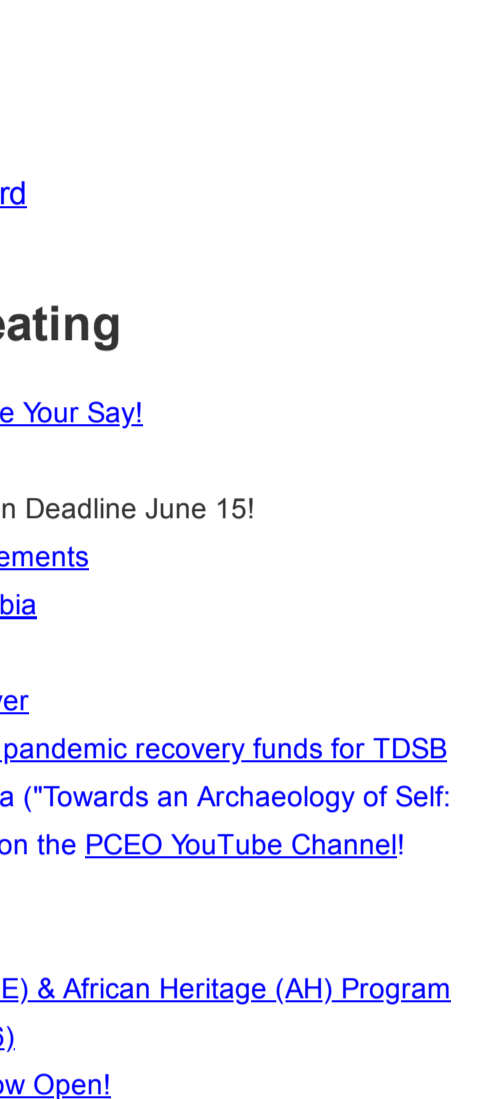 rd
eating
e Your Say!
n Deadline June 15!
ements
bia
er
pandemic recovery funds for TDSB
a ("Towards an Archaeology of Self:
on the PCEO YouTube Channel!
E) & African Heritage (AH) Program
)
ow Open!